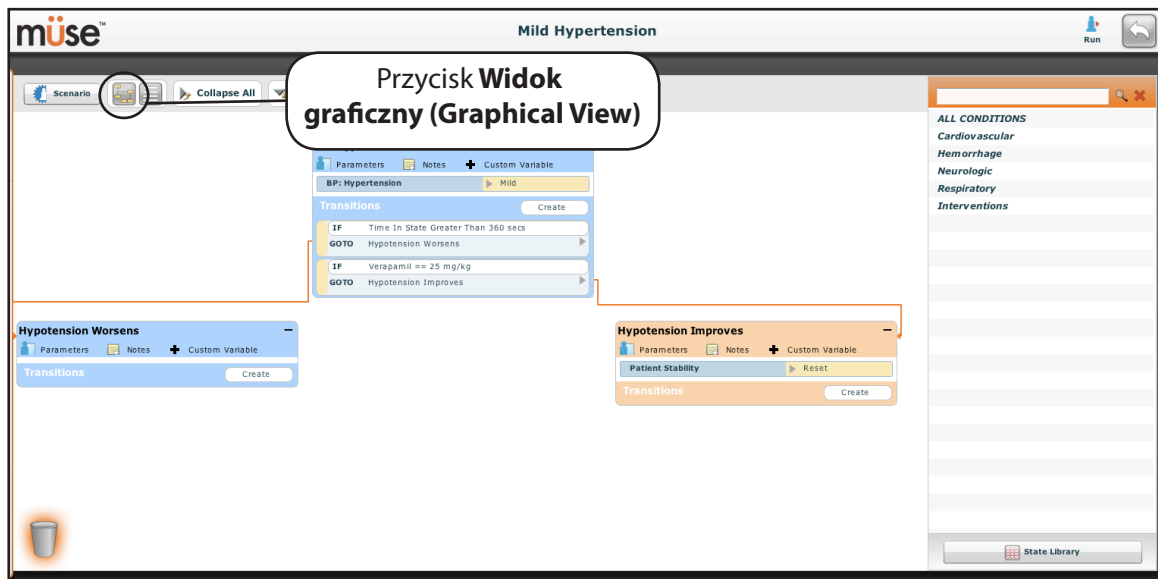 müse™
Mild Hypertension
Run
Scenario
Collapse All
Przycisk Widok
graficzny (Graphical View)
ALL CONDITIONS
Cardiovascular
Hemorrhage
Neurologic
Respiratory
Interventions
Parameters Notes Custom Variable
BP: Hypertension Mild
Transitions Create
IF Time In State Greater Than 360 secs
GOTO Hypotension Worsens
IF Verapamil == 25 mg/kg
GOTO Hypotension Improves
Hypotension Worsens
Parameters Notes Custom Variable
Transitions Create
Hypotension Improves
Parameters Notes Custom Variable
Patient Stability Reset
Transitions Create
State Library